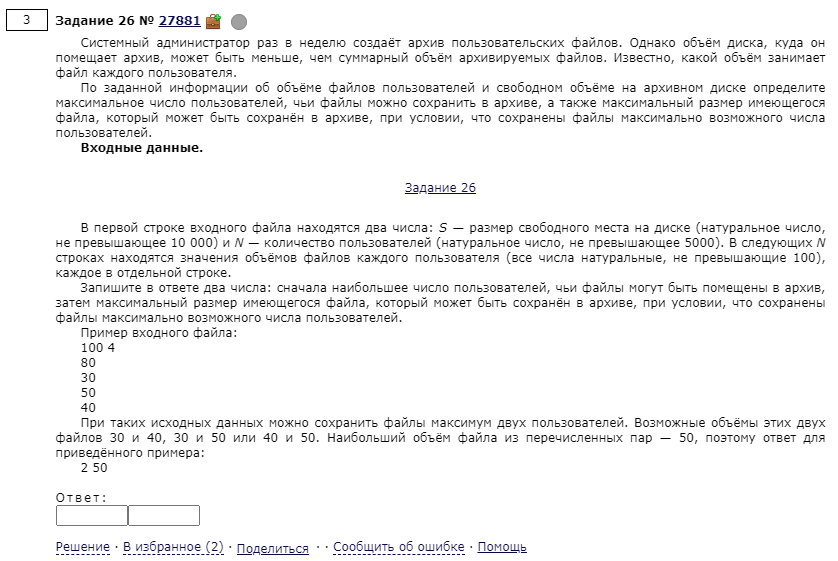 3
Задание 26 № 27881
Системный администратор раз в неделю создаёт архив пользовательских файлов. Однако объём диска, куда он
помещает архив, может быть меньше, чем суммарный объём архивируемых файлов. Известно, какой объём занимает
файл каждого пользователя.
По заданной информации об объёме файлов пользователей и свободном объёме на архивном диске определите
максимальное число пользователей, чьи файлы можно сохранить в архиве, а также максимальный размер имеющегося
файла, который может быть сохранён в архиве, при условии, что сохранены файлы максимально возможного числа
пользователей.
Входные данные.
Задание 26
В первой строке входного файла находятся два числа: S — размер свободного места на диске (натуральное число,
не превышающее 10 000) и N — количество пользователей (натуральное число, не превышающее 5000). В следующих N
строках находятся значения объёмов файлов каждого пользователя (все числа натуральные, не превышающие 100),
каждое в отдельной строке.
Запишите в ответе два числа: сначала наибольшее число пользователей, чьи файлы могут быть помещены в архив,
затем максимальный размер имеющегося файла, который может быть сохранён в архиве, при условии, что сохранены
файлы максимально возможного числа пользователей.
Пример входного файла:
100 4
80
30
50
40
При таких исходных данных можно сохранить файлы максимум двух пользователей. Возможные объёмы этих двух
файлов 30 и 40, 30 и 50 или 40 и 50. Наибольший объём файла из перечисленных пар — 50, поэтому ответ для
приведённого примера:
2 50
Ответ:
Решение · В избранное (2) · Поделиться · · Сообщить об ошибке · Помощь